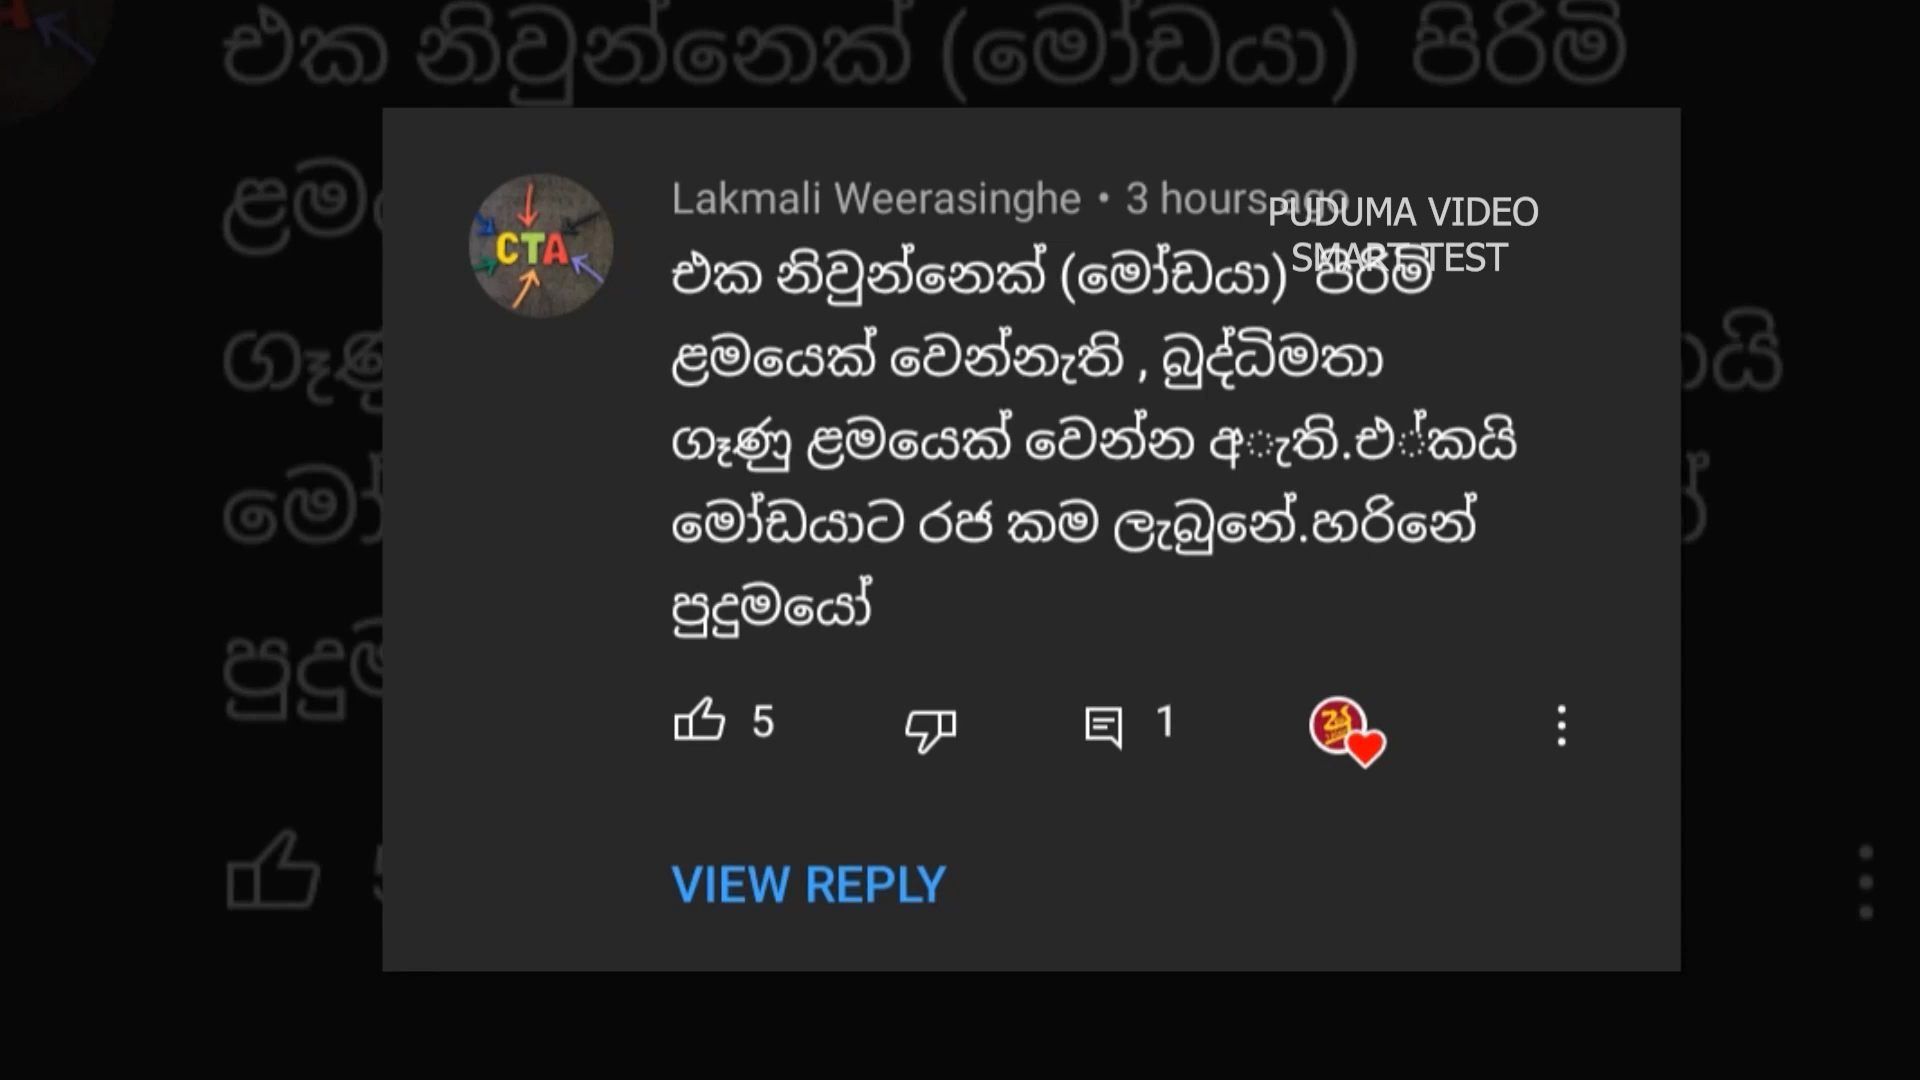 එක නිවුන්නෙක් (මෝඩයා) පිරිමි
Lakmali Weerasinghe • 3 hours ago
PUDUMA VIDEO
SMART TEST
CTA
එක නිවුන්නෙක් (මෝඩයා) පිරිමි
ළමයෙක් වෙන්නැති , බුද්ධිමතා
ගෑණු ළමයෙක් වෙන්න අැති.එ්කයි
මෝඩයාට රජ කම ලැබුනේ.හරිනේ
පුදුමයෝ
5
1
VIEW REPLY